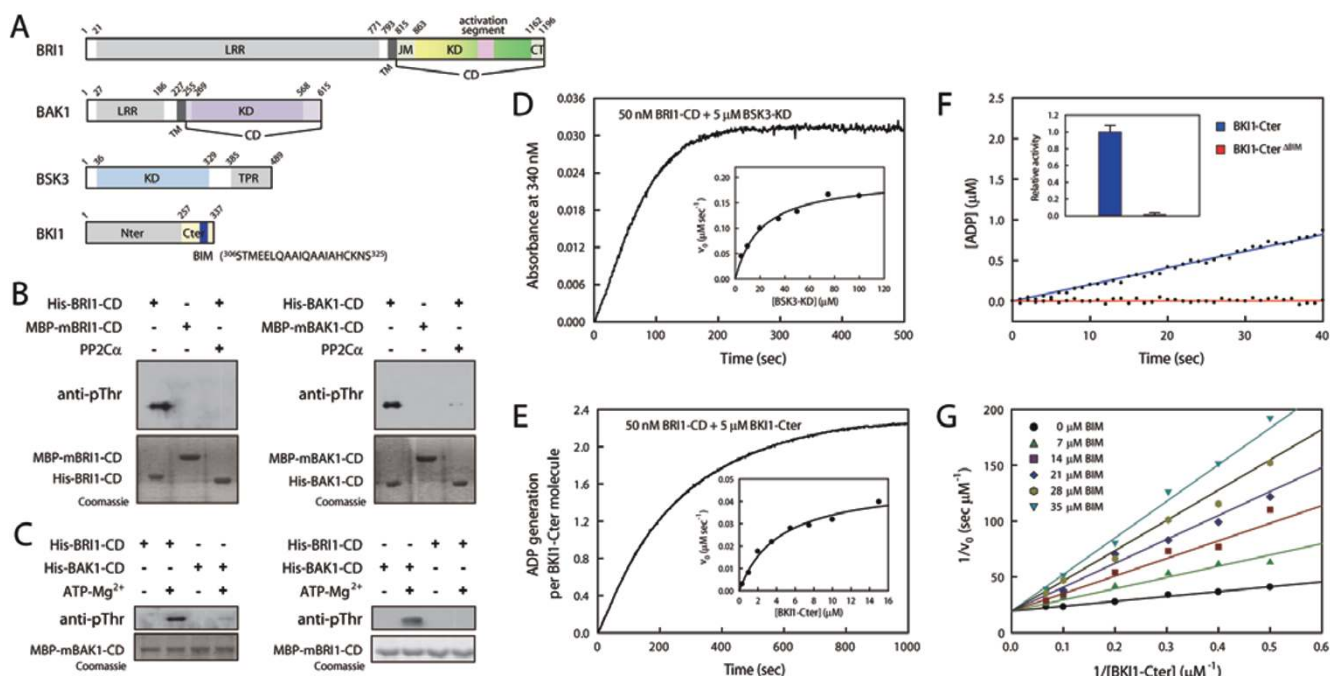 A
1 21 771 793 815 863 activation segment 1162 1196
BRI1 LRR TM JM KD CT
CD
1 27 186 227 255 269 568 615
BAK1 LRR TM KD
CD
1 36 329 385 489
BSK3 KD TPR
1 257 337
BKI1 Nter Cter
BIM (³⁰⁶STMEELQAAIQAAIAHCKNS³²⁵)
B
His-BRI1-CD + - +
MBP-mBRI1-CD - + -
PP2Cα - - +
anti-pThr
MBP-mBRI1-CD
His-BRI1-CD
Coomassie
His-BAK1-CD + - +
MBP-mBAK1-CD - + -
PP2Cα - - +
anti-pThr
MBP-mBAK1-CD
His-BAK1-CD
Coomassie
C
His-BRI1-CD + + - -
His-BAK1-CD - - + +
ATP-Mg²⁺ - + - +
anti-pThr
MBP-mBAK1-CD
Coomassie
His-BRI1-CD - - + +
His-BAK1-CD + + - -
ATP-Mg²⁺ - + - +
anti-pThr
MBP-mBRI1-CD
Coomassie
D
50 nM BRI1-CD + 5 μM BSK3-KD
Absorbance at 340 nM
0.036
0.030
0.024
0.018
0.012
0.006
0.000
0 100 200 300 400 500
Time (sec)
v₀ (μM sec⁻¹)
0.20
0.15
0.10
0.05
0.00
0 20 40 60 80 100 120
[BSK3-KD] (μM)
E
50 nM BRI1-CD + 5 μM BKI1-Cter
ADP generation
per BKI1-Cter molecule
2.4
2.0
1.6
1.2
0.8
0.4
0.0
0 200 400 600 800 1000
Time (sec)
v₀ (μM sec⁻¹)
0.05
0.04
0.03
0.02
0.01
0.00
0 2 4 6 8 10 12 14 16
[BKI1-Cter] (μM)
F
[ADP] (μM)
2.5
2.0
1.5
1.0
0.5
0.0
0 10 20 30 40
Time (sec)
Relative activity
1.2
1.0
0.8
0.6
0.4
0.2
0.0
BKI1-Cter
BKI1-Cter ΔBIM
G
1/v₀ (sec μM⁻¹)
200
150
100
50
0
0.0 0.1 0.2 0.3 0.4 0.5 0.6
1/[BKI1-Cter] (μM⁻¹)
0 μM BIM
7 μM BIM
14 μM BIM
21 μM BIM
28 μM BIM
35 μM BIM